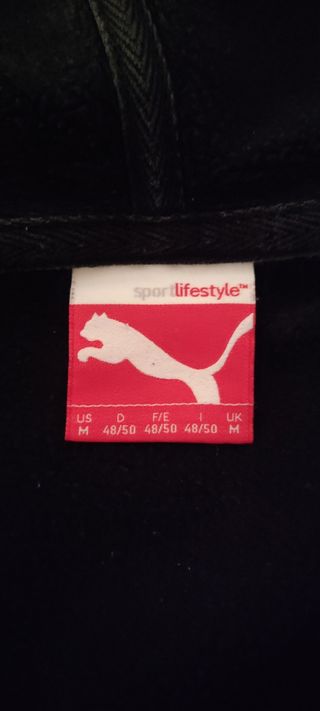 sportlifestyle™
US D F/E I UK
M 48/50 48/50 48/50 M